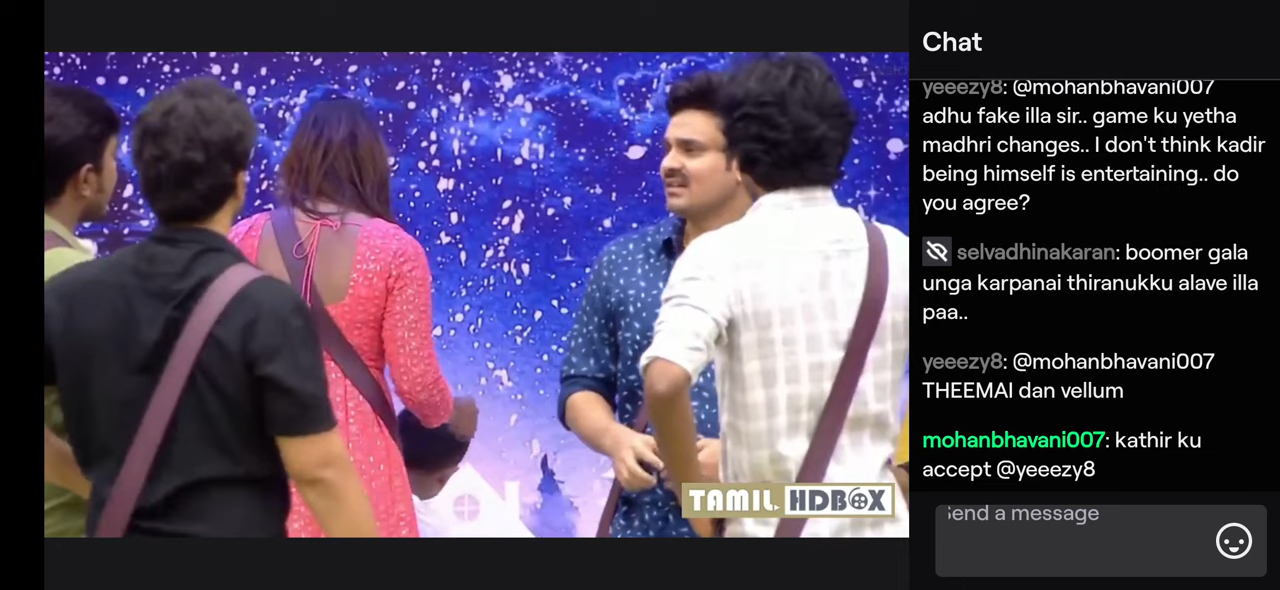 Chat
yeeezy8: @mohanbhavani007
adhu fake illa sir.. game ku yetha
madhri changes.. I don't think kadir
being himself is entertaining.. do
you agree?
selvadhinakaran: boomer gala
unga karpanai thiranukku alave illa
paa..
yeeezy8: @mohanbhavani007
THEEMAI dan vellum
mohanbhavani007: kathir ku
accept @yeeezy8
TAMIL HDBOX
Send a message